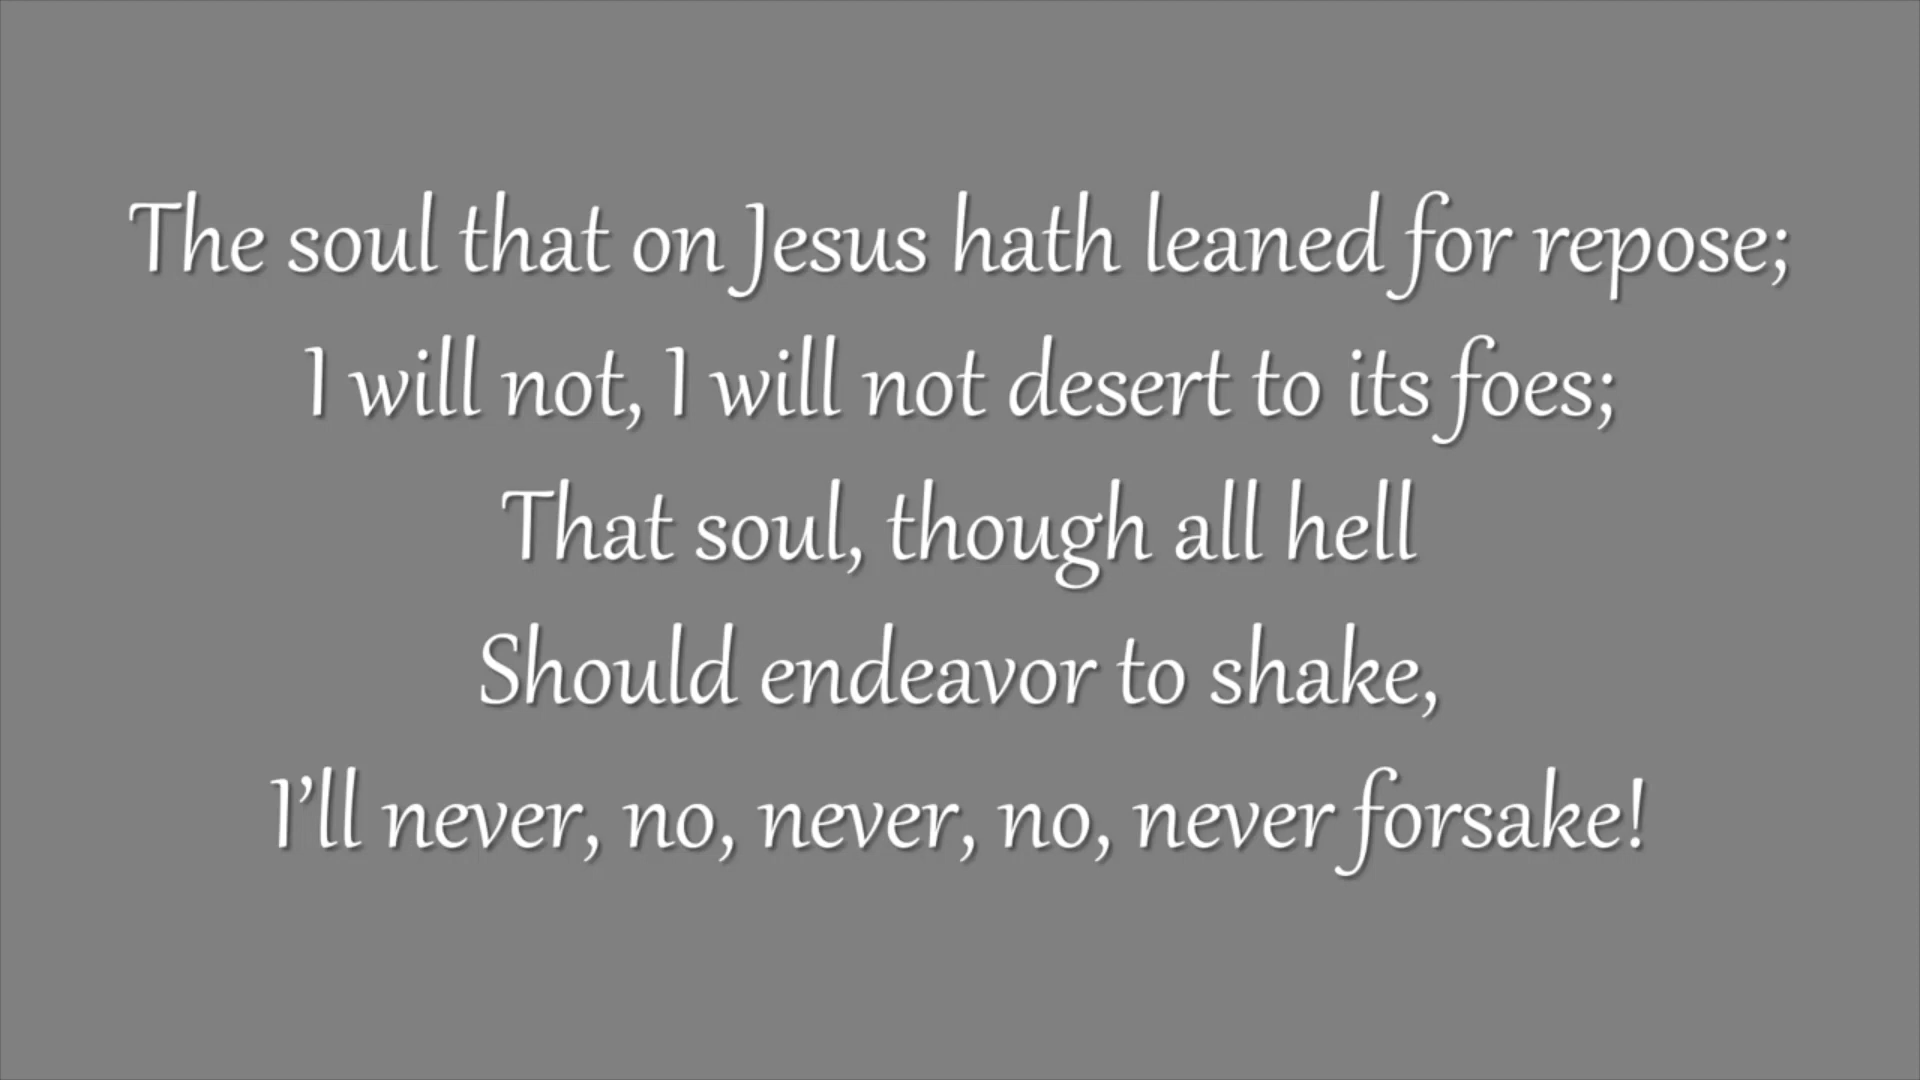 The soul that on Jesus hath leaned for repose;
I will not, I will not desert to its foes;
That soul, though all hell
Should endeavor to shake,
I’ll never, no, never, no, never forsake!